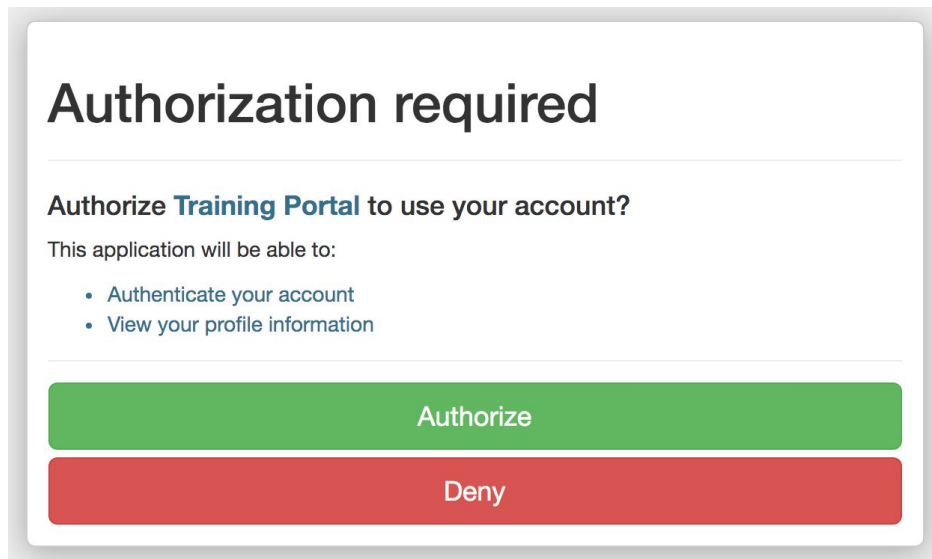 Authorization required
Authorize Training Portal to use your account?
This application will be able to:
Authenticate your account
View your profile information
Authorize
Deny